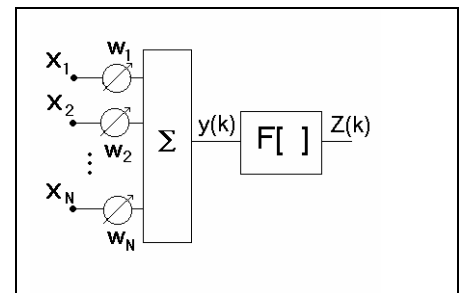 X1 w1
X2 w2
⋮
XN wN
Σ
y(k)
F[ ]
Z(k)